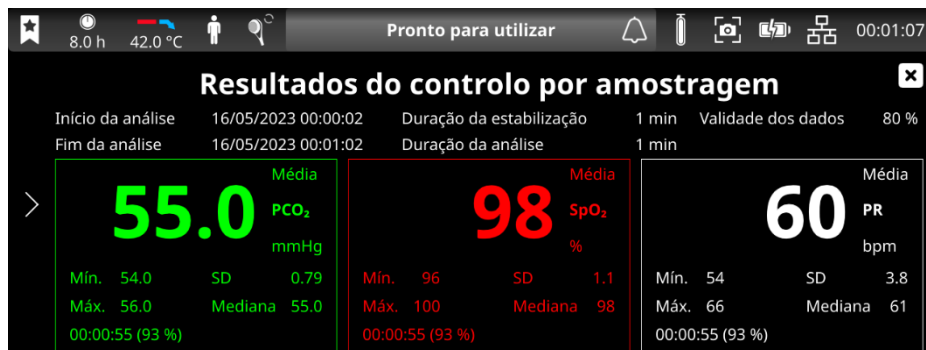 8.0 h 42.0 °C Pronto para utilizar 00:01:07
Resultados do controlo por amostragem
Início da análise 16/05/2023 00:00:02 Duração da estabilização 1 min Validade dos dados 80 %
Fim da análise 16/05/2023 00:01:02 Duração da análise 1 min
Média Média Média
55.0 PCO₂ 98 SpO₂ 60 PR
mmHg % bpm
Mín. 54.0 SD 0.79 Mín. 96 SD 1.1 Mín. 54 SD 3.8
Máx. 56.0 Mediana 55.0 Máx. 100 Mediana 98 Máx. 66 Mediana 61
00:00:55 (93 %) 00:00:55 (93 %) 00:00:55 (93 %)